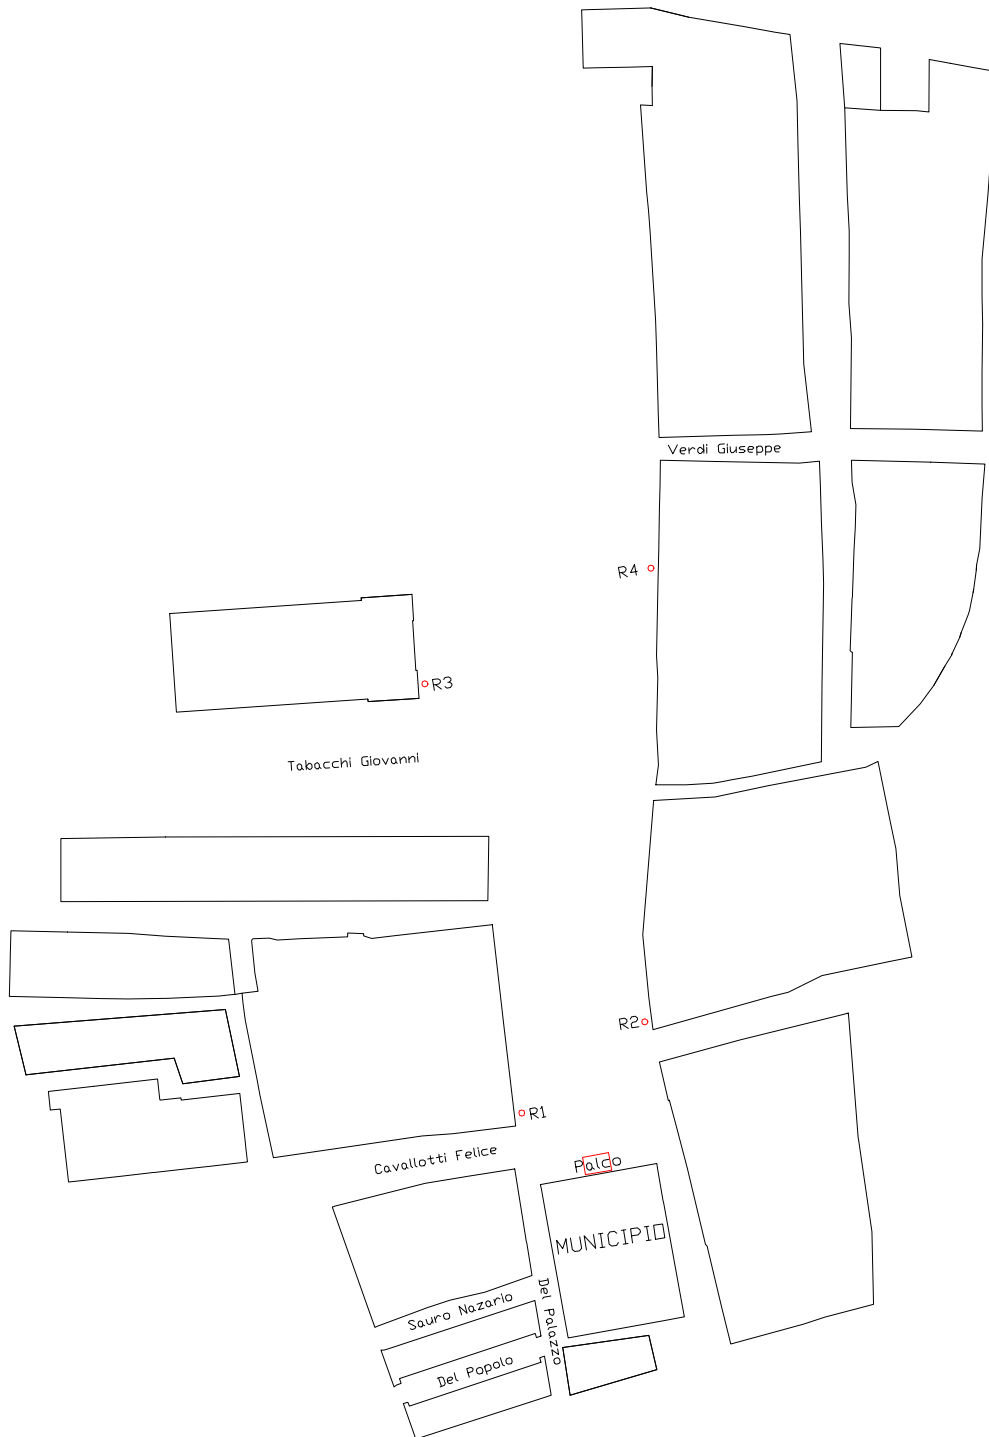 Verdi Giuseppe
R4
R3
Tabacchi Giovanni
R2
R1
Cavallotti Felice
Palco
MUNICIPIO
Del Palazzo
Sauro Nazario
Del Popolo